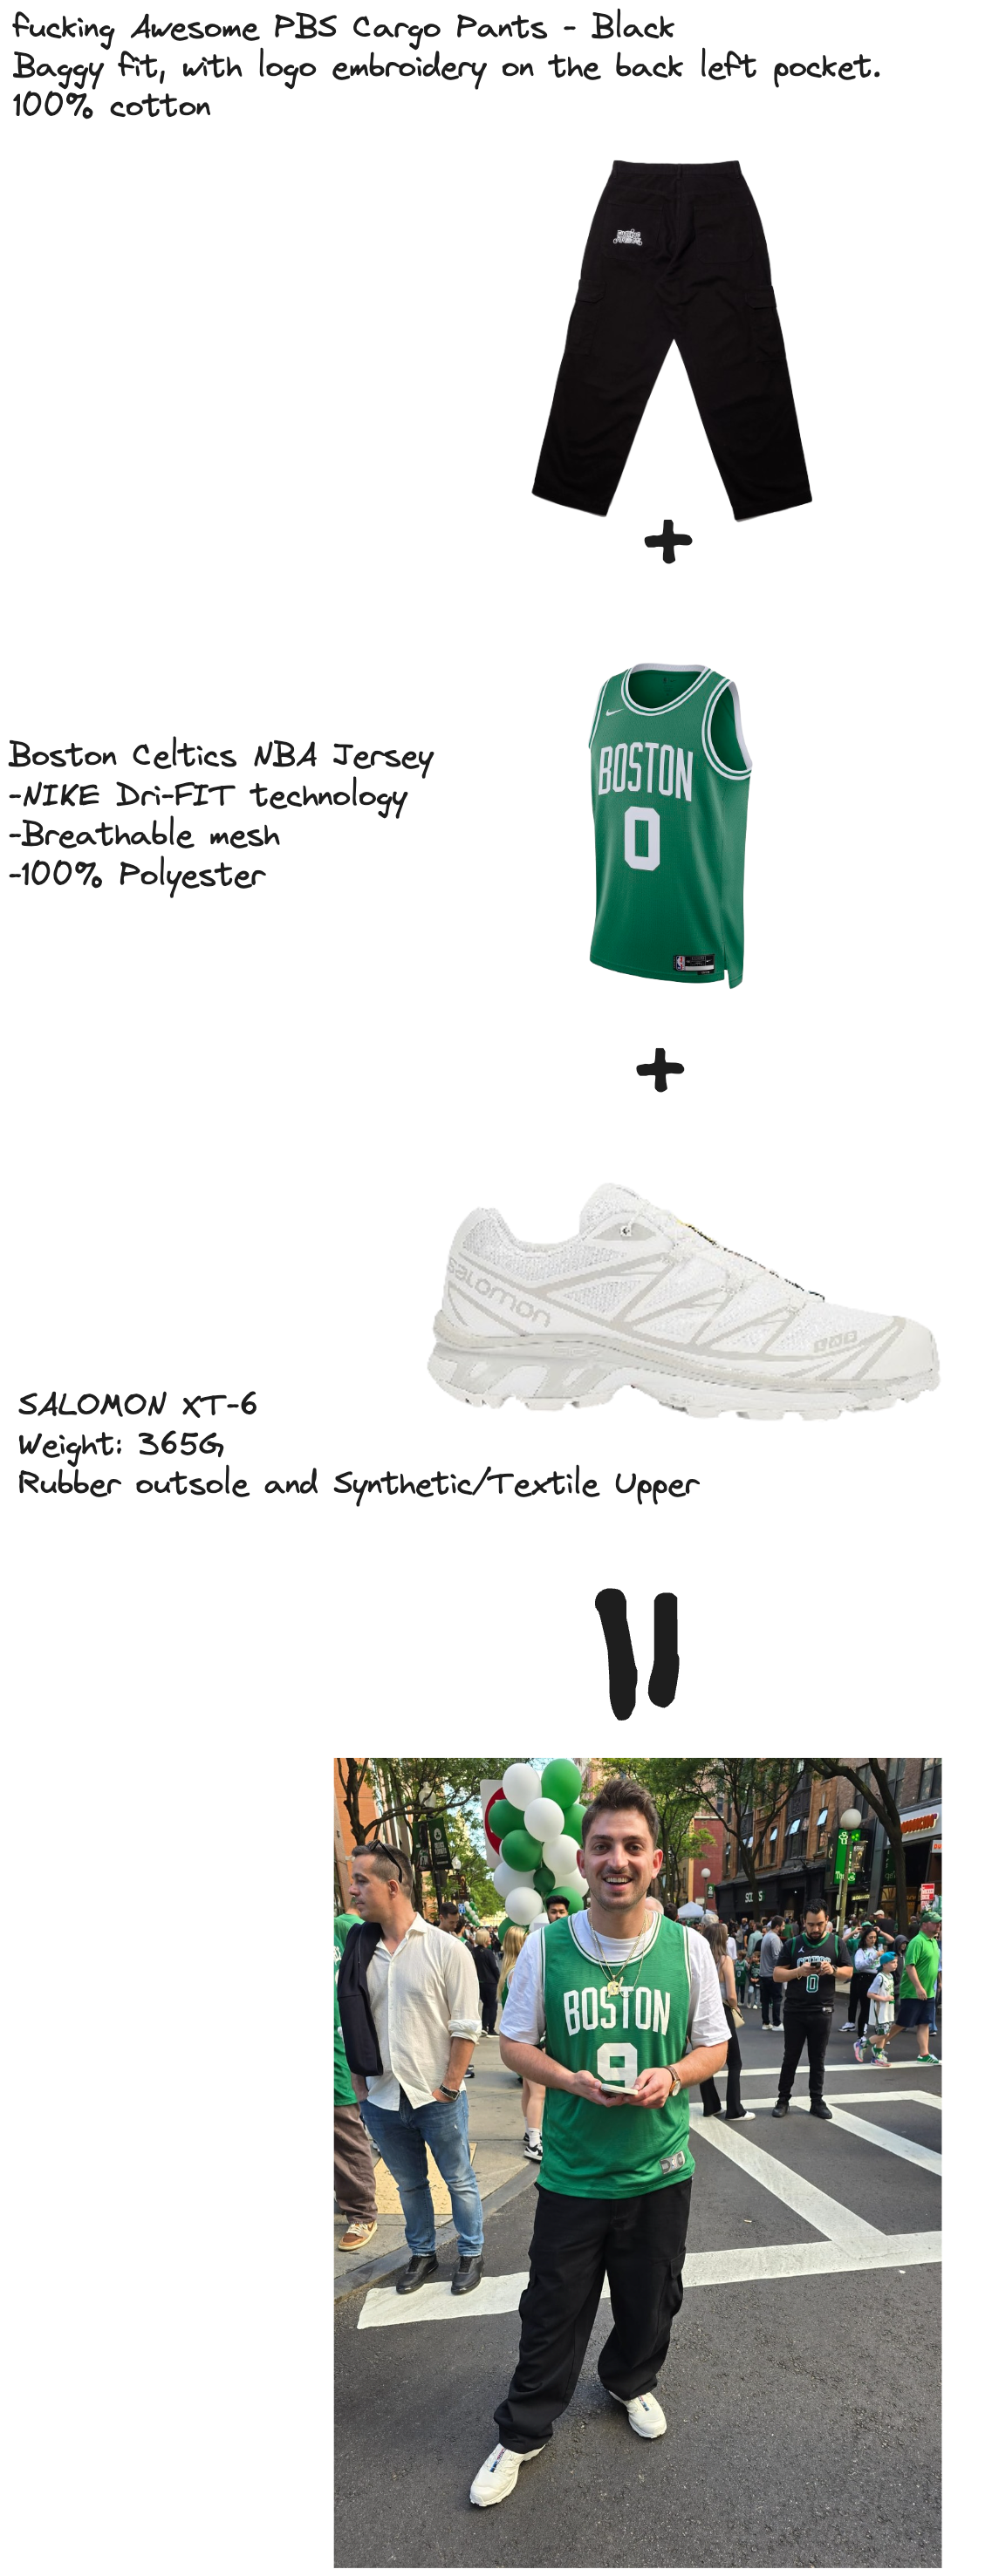 fucking Awesome PBS Cargo Pants - Black
Baggy fit, with logo embroidery on the back left pocket.
100% cotton
BOSTON
0
Boston Celtics NBA Jersey
-NIKE Dri-FIT technology
-Breathable mesh
-100% Polyester
salomon
SALOMON XT-6
Weight: 365G
Rubber outsole and Synthetic/Textile Upper
BOSTON
0